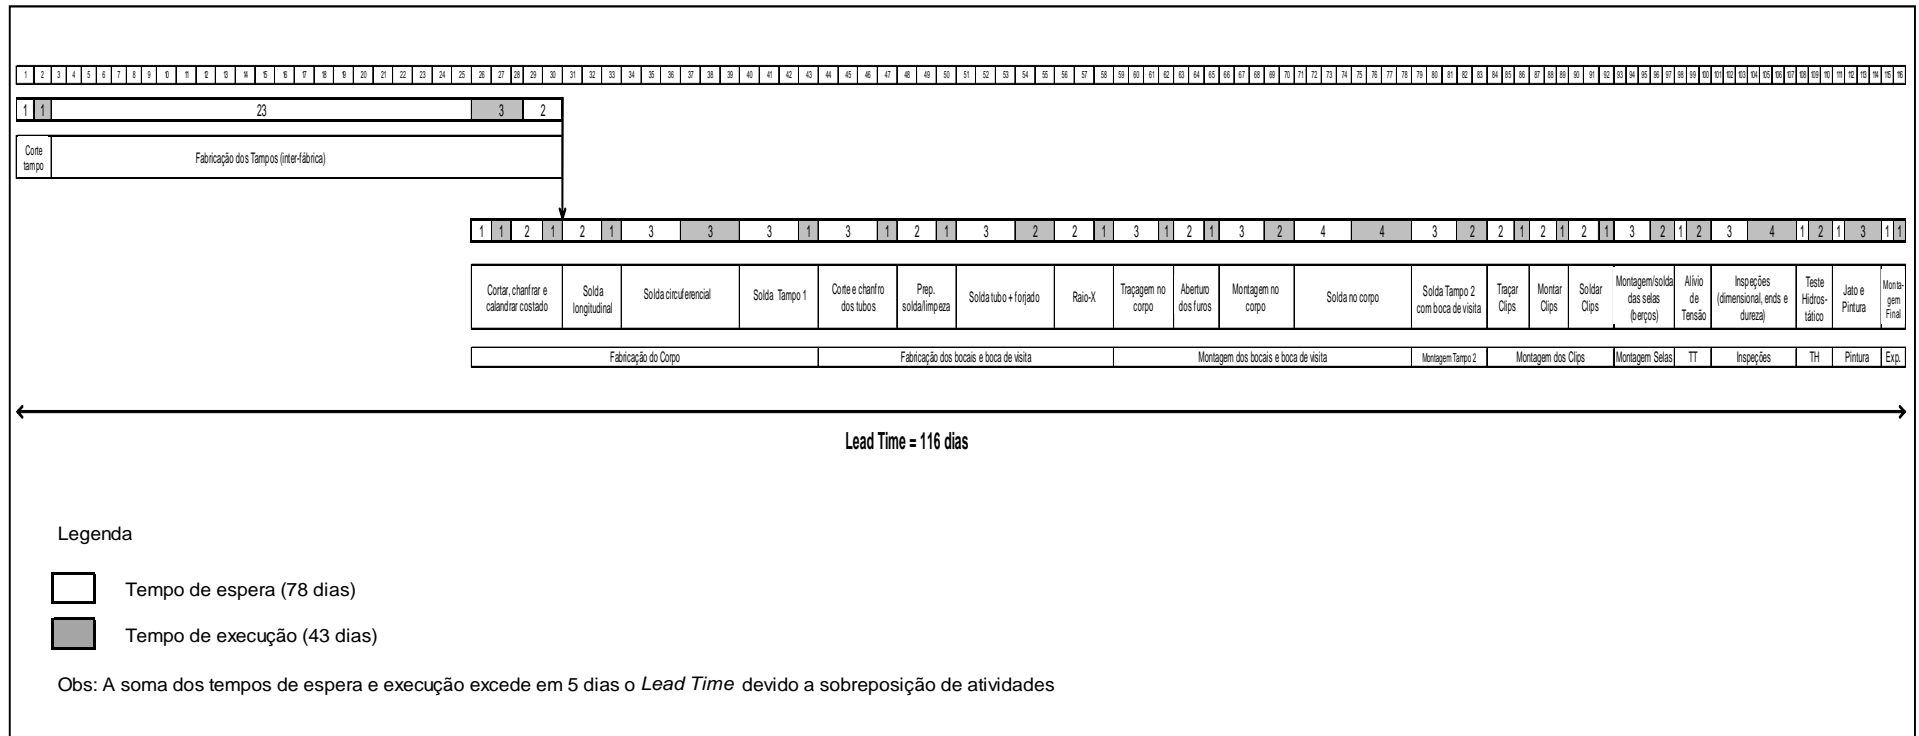 1 2 3 4 5 6 7 8 9 10 11 12 13 14 15 16 17 18 19 20 21 22 23 24 25 26 27 28 29 30 31 32 33 34 35 36 37 38 39 40 41 42 43 44 45 46 47 48 49 50 51 52 53 54 55 56 57 58 59 60 61 62 63 64 65 66 67 68 69 70 71 72 73 74 75 76 77 78 79 80 81 82 83 84 85 86 87 88 89 90 91 92 93 94 95 96 97 98 99 100 101 102 103 104 105 106 107 108 109 110 111 112 113 114 115 116
1 1 23 3 2
Corte
tampo
Fabricação dos Tampos (inter-fábrica)
1 1 2 1 2 1 3 3 3 1 3 1 2 1 3 2 2 1 3 1 2 1 3 2 4 4 3 2 2 1 2 1 2 1 3 2 1 2 3 4 1 2 1 3 1 1
Cortar, chanfrar e
calandrar costado
Solda
longitudinal
Solda circuferencial
Solda Tampo 1
Corte e chanfro
dos tubos
Prep.
solda/limpeza
Solda tubo + forjado
Raio-X
Traçagem no
corpo
Aberturo
dos furos
Montagem no
corpo
Solda no corpo
Solda Tampo 2
com boca de visita
Traçar
Clips
Montar
Clips
Soldar
Clips
Montagem/solda
das selas
(berços)
Alívio
de
Tensão
Inspeções
(dimensional, ends e
dureza)
Teste
Hidros-
tático
Jato e
Pintura
Monta-
gem
Final
Fabricação do Corpo
Fabricação dos bocais e boca de visita
Montagem dos bocais e boca de visita
Montagem Tampo 2
Montagem dos Clips
Montagem Selas
TT
Inspeções
TH
Pintura
Exp.
Lead Time = 116 dias
Legenda
Tempo de espera (78 dias)
Tempo de execução (43 dias)
Obs: A soma dos tempos de espera e execução excede em 5 dias o Lead Time devido a sobreposição de atividades